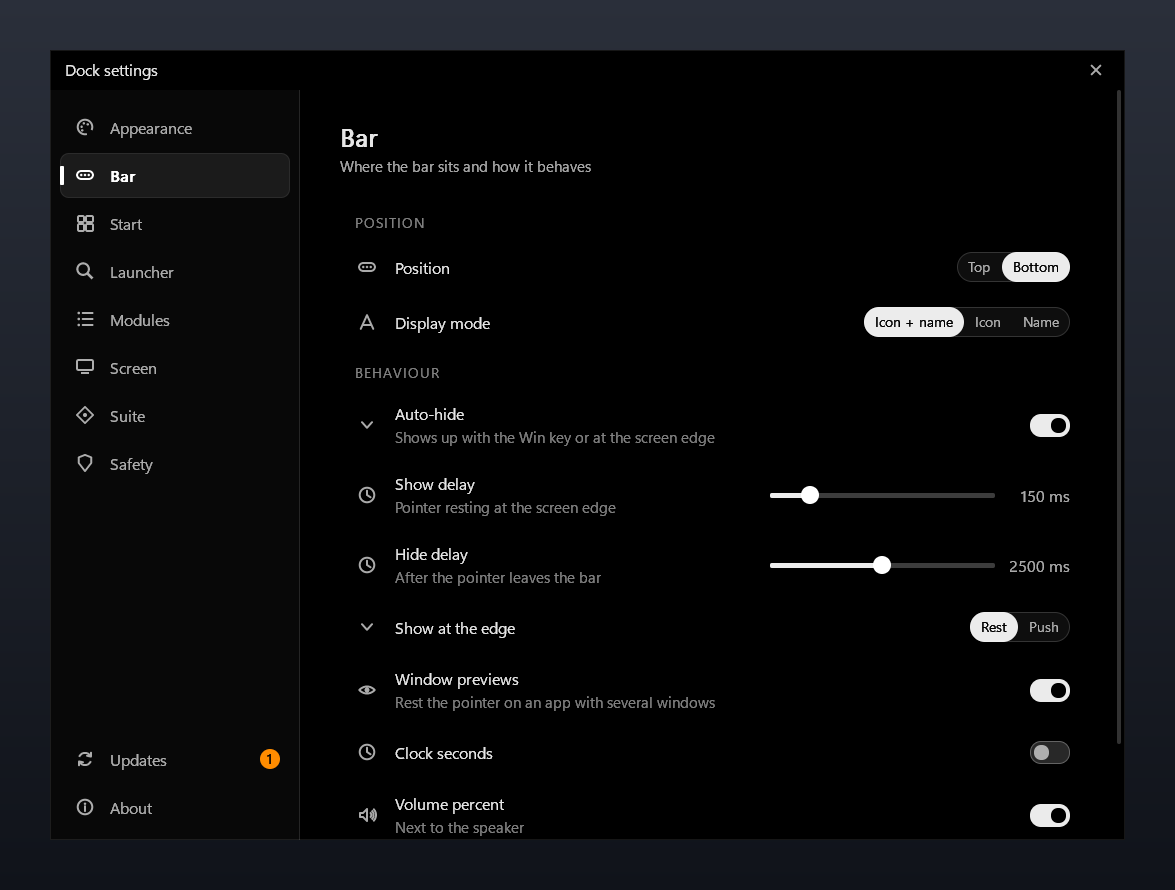 Dock settings
Appearance
Bar
Start
Launcher
Modules
Screen
Suite
Safety
Updates
1
About
Bar
Where the bar sits and how it behaves
POSITION
Position
Top Bottom
Display mode
Icon + name Icon Name
BEHAVIOUR
Auto-hide
Shows up with the Win key or at the screen edge
Show delay
Pointer resting at the screen edge
150 ms
Hide delay
After the pointer leaves the bar
2500 ms
Show at the edge
Rest Push
Window previews
Rest the pointer on an app with several windows
Clock seconds
Volume percent
Next to the speaker